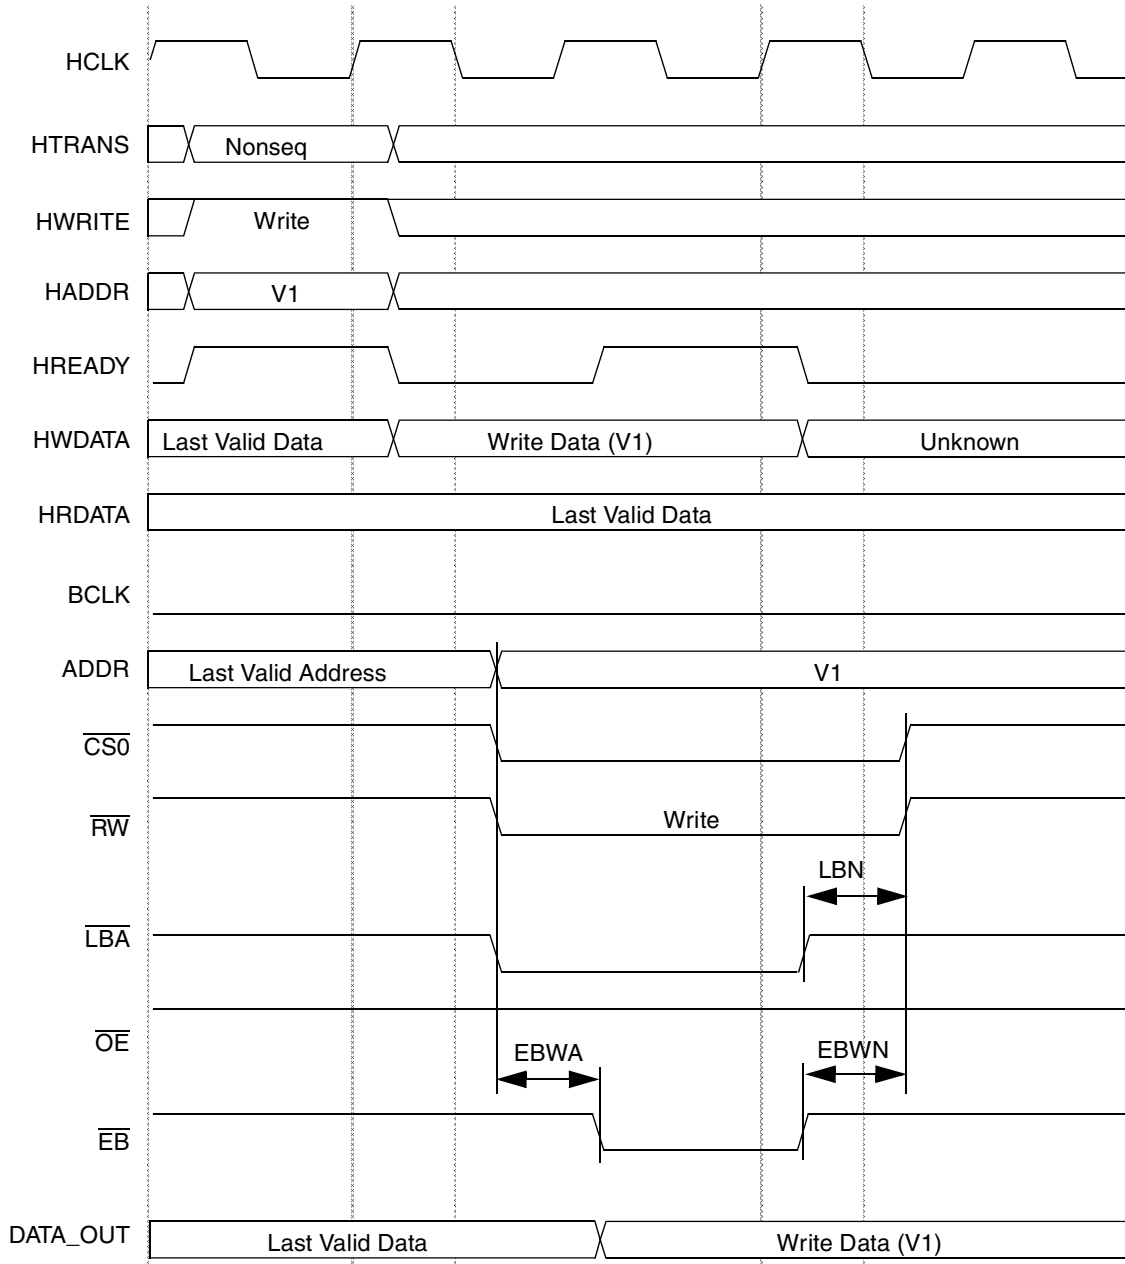 HCLK
HTRANS Nonseq
HWRITE Write
HADDR V1
HREADY
HWDATA Last Valid Data Write Data (V1) Unknown
HRDATA Last Valid Data
BCLK
ADDR Last Valid Address V1
CS0
RW Write
LBN
LBA
OE
EBWA EBWN
EB
DATA_OUT Last Valid Data Write Data (V1)